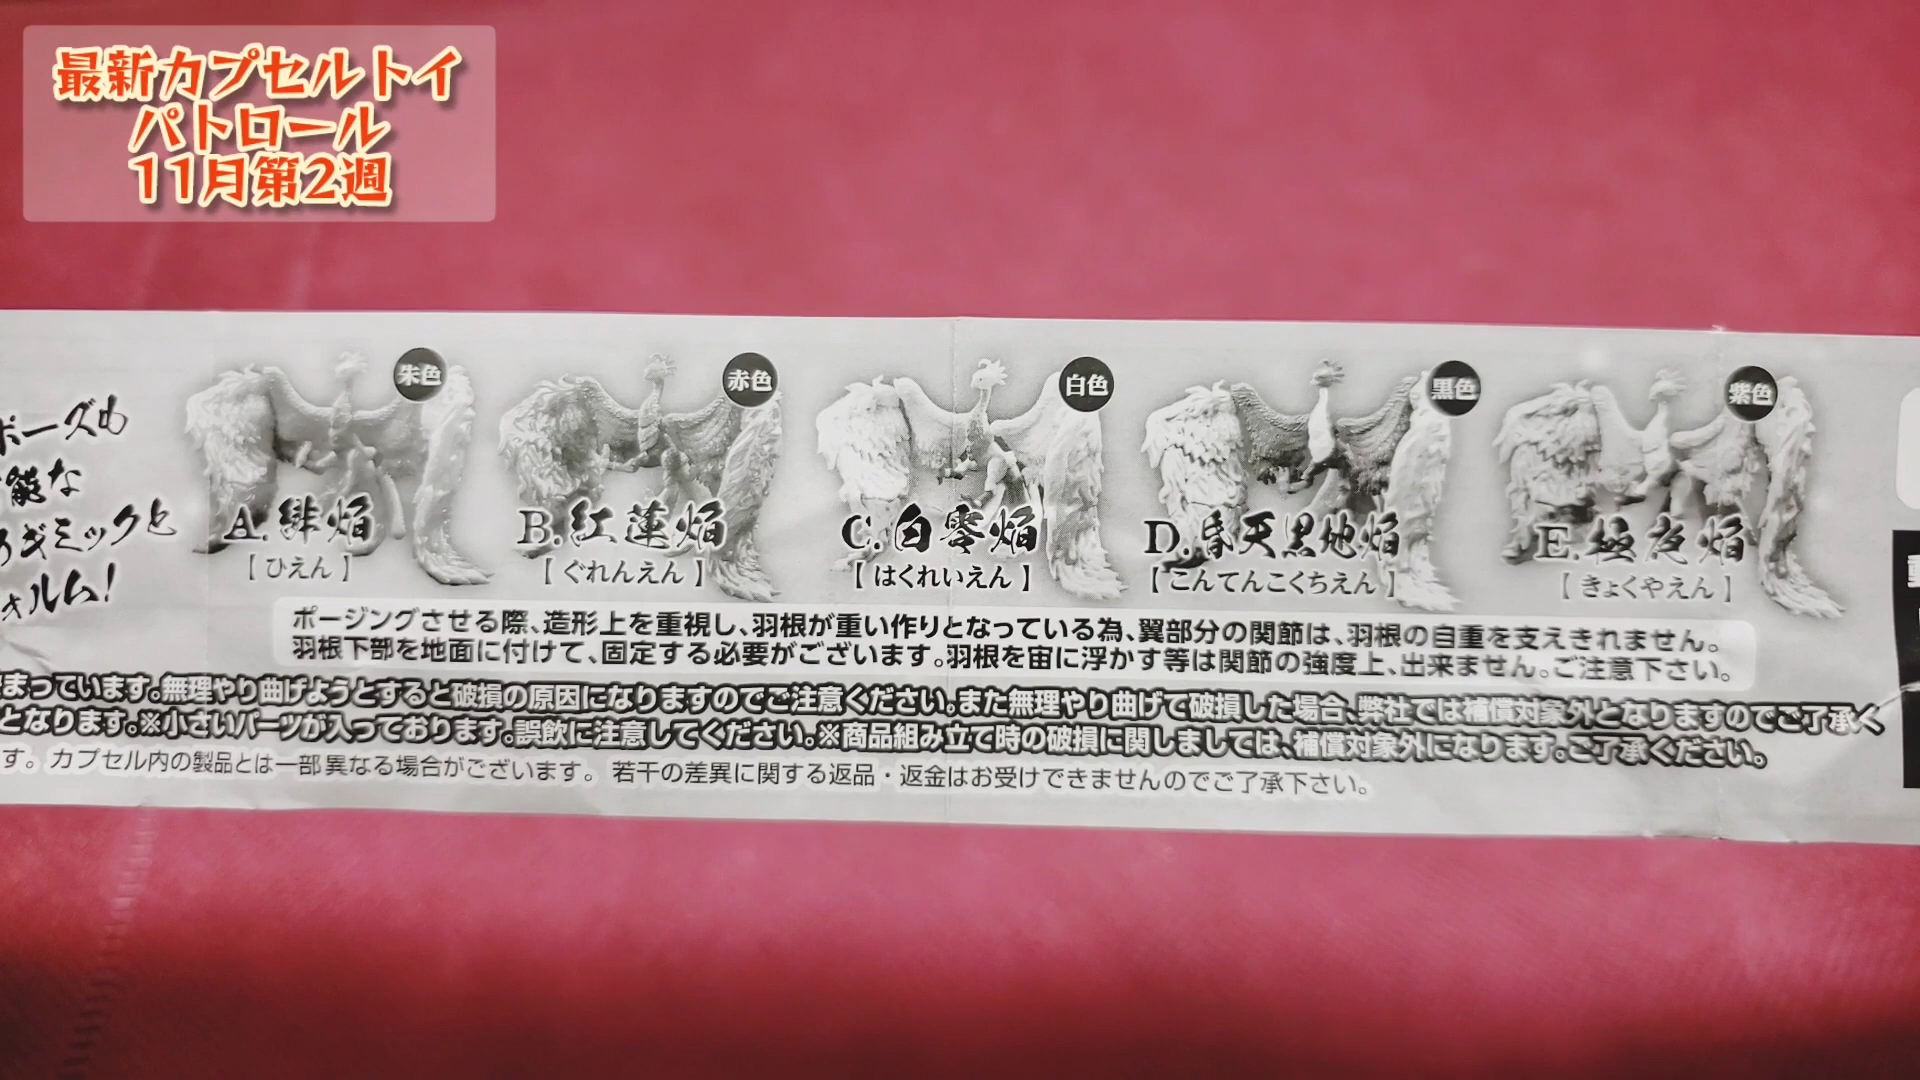 最新カプセルトイ
パトロール
11月第2週
ポーズも
能な
ギミックと
ォルム!
朱色
赤色
白色
黒色
紫色
A.緋焔
【ひえん】
B.紅蓮焔
【ぐれんえん】
C.白零焔
【はくれいえん】
D.昏天黒地焔
【こんてんこくちえん】
E.極夜焔
【きょくやえん】
ポージングさせる際、造形上を重視し、羽根が重い作りとなっている為、翼部分の関節は、羽根の自重を支えきれません。
羽根下部を地面に付けて、固定する必要がございます。羽根を宙に浮かす等は関節の強度上、出来ません。ご注意下さい。
まっています。無理やり曲げようとすると破損の原因になりますのでご注意ください。また無理やり曲げて破損した場合、弊社では補償対象外となりますのでご了承く
となります。※小さいパーツが入っております。誤飲に注意してください。※商品組み立て時の破損に関しましては、補償対象外になります。ご了承ください。
す。カプセル内の製品とは一部異なる場合がございます。若干の差異に関する返品・返金はお受けできませんのでご了承下さい。